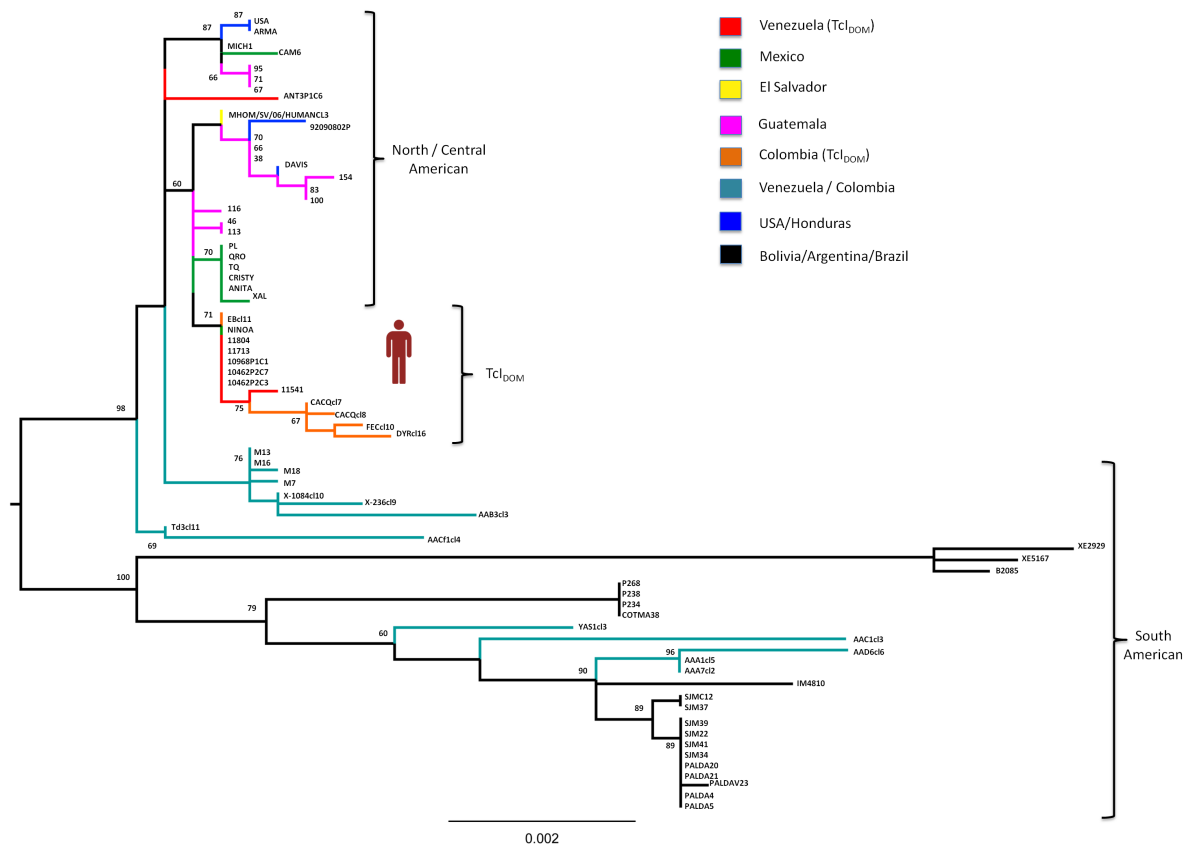 87
USA
ARMA
87
MICH1
CAM6
66
95
71
67
ANT3P1C6
MHOM/SV/06/HUMANCL3
92090802P
70
66
38
DAVIS
154
83
100
60
116
46
113
PL
70
QRO
TQ
CRISTY
ANITA
XAL
North / Central
American
71
EBcl11
NINOA
11804
11713
10968P1C1
10462P2C7
10462P2C3
11541
75
CACQcl7
CACQcl8
67
FECcl10
DYRcl16
TcI_DOM
98
M13
76
M16
M18
M7
X-1084cl10
X-236cl9
AAB3cl3
Td3cl11
AACf1cl4
69
XE2929
XE5167
B2085
100
P268
P238
P234
COTMA38
79
YAS1cl3
60
AAC1cl3
96
AAD6cl6
AAA1cl5
AAA7cl2
90
IM4810
SJMC12
SJM37
89
SJM39
SJM22
SJM41
89
SJM34
PALDA20
PALDA21
PALDAV23
PALDA4
PALDA5
South
American
0.002
Venezuela (TcI_DOM)
Mexico
El Salvador
Guatemala
Colombia (TcI_DOM)
Venezuela / Colombia
USA/Honduras
Bolivia/Argentina/Brazil